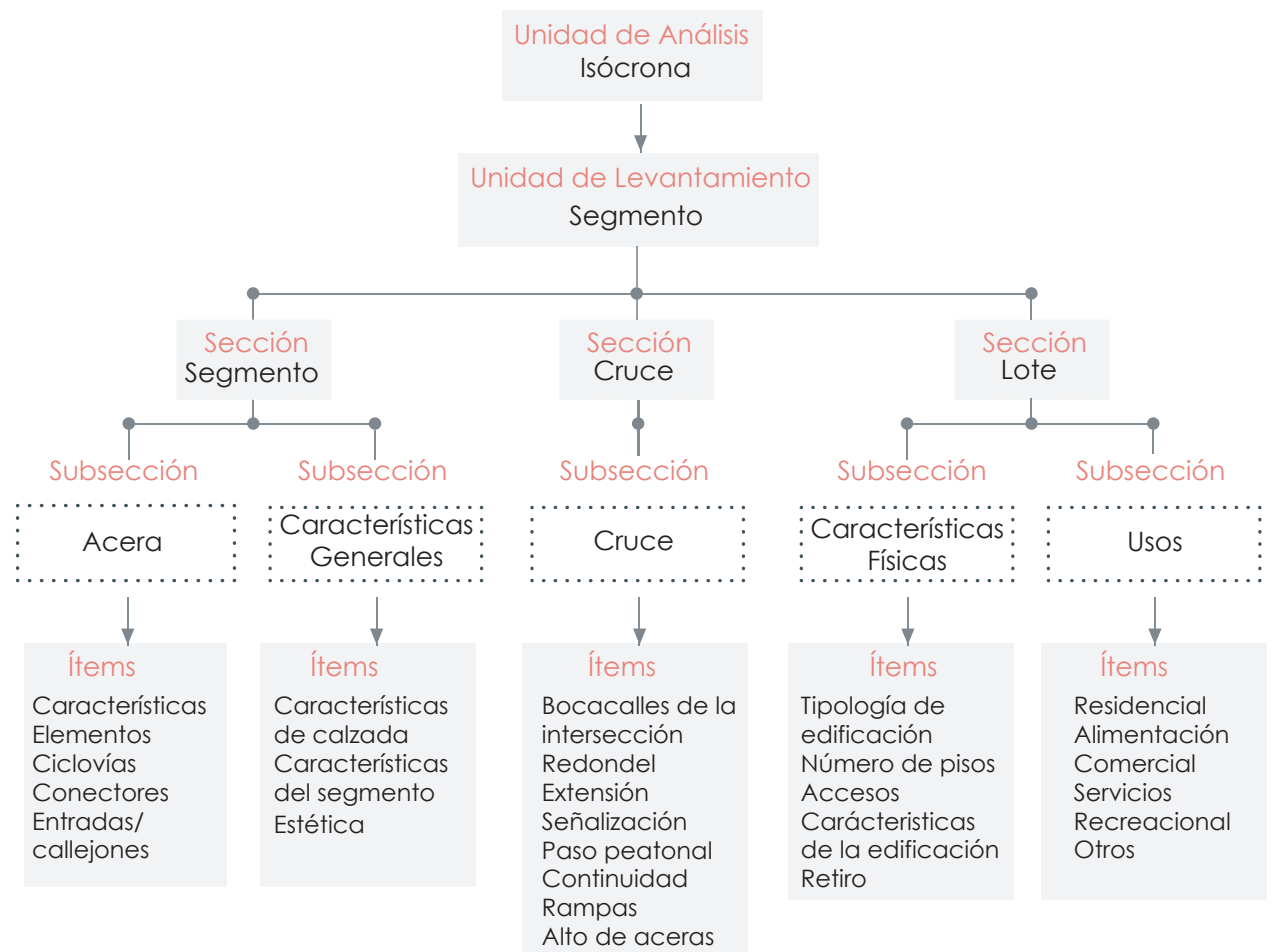 Unidad de Análisis
Isócrona
Unidad de Levantamiento
Segmento
Sección
Segmento
Sección
Cruce
Sección
Lote
Subsección
Acera
Subsección
Características
Generales
Subsección
Cruce
Subsección
Características
Físicas
Subsección
Usos
Ítems
Características
Elementos
Ciclovías
Conectores
Entradas/
callejones
Ítems
Características
de calzada
Características
del segmento
Estética
Ítems
Bocacalles de la
intersección
Redondel
Extensión
Señalización
Paso peatonal
Continuidad
Rampas
Alto de aceras
Ítems
Tipología de
edificación
Número de pisos
Accesos
Carácteristicas
de la edificación
Retiro
Ítems
Residencial
Alimentación
Comercial
Servicios
Recreacional
Otros